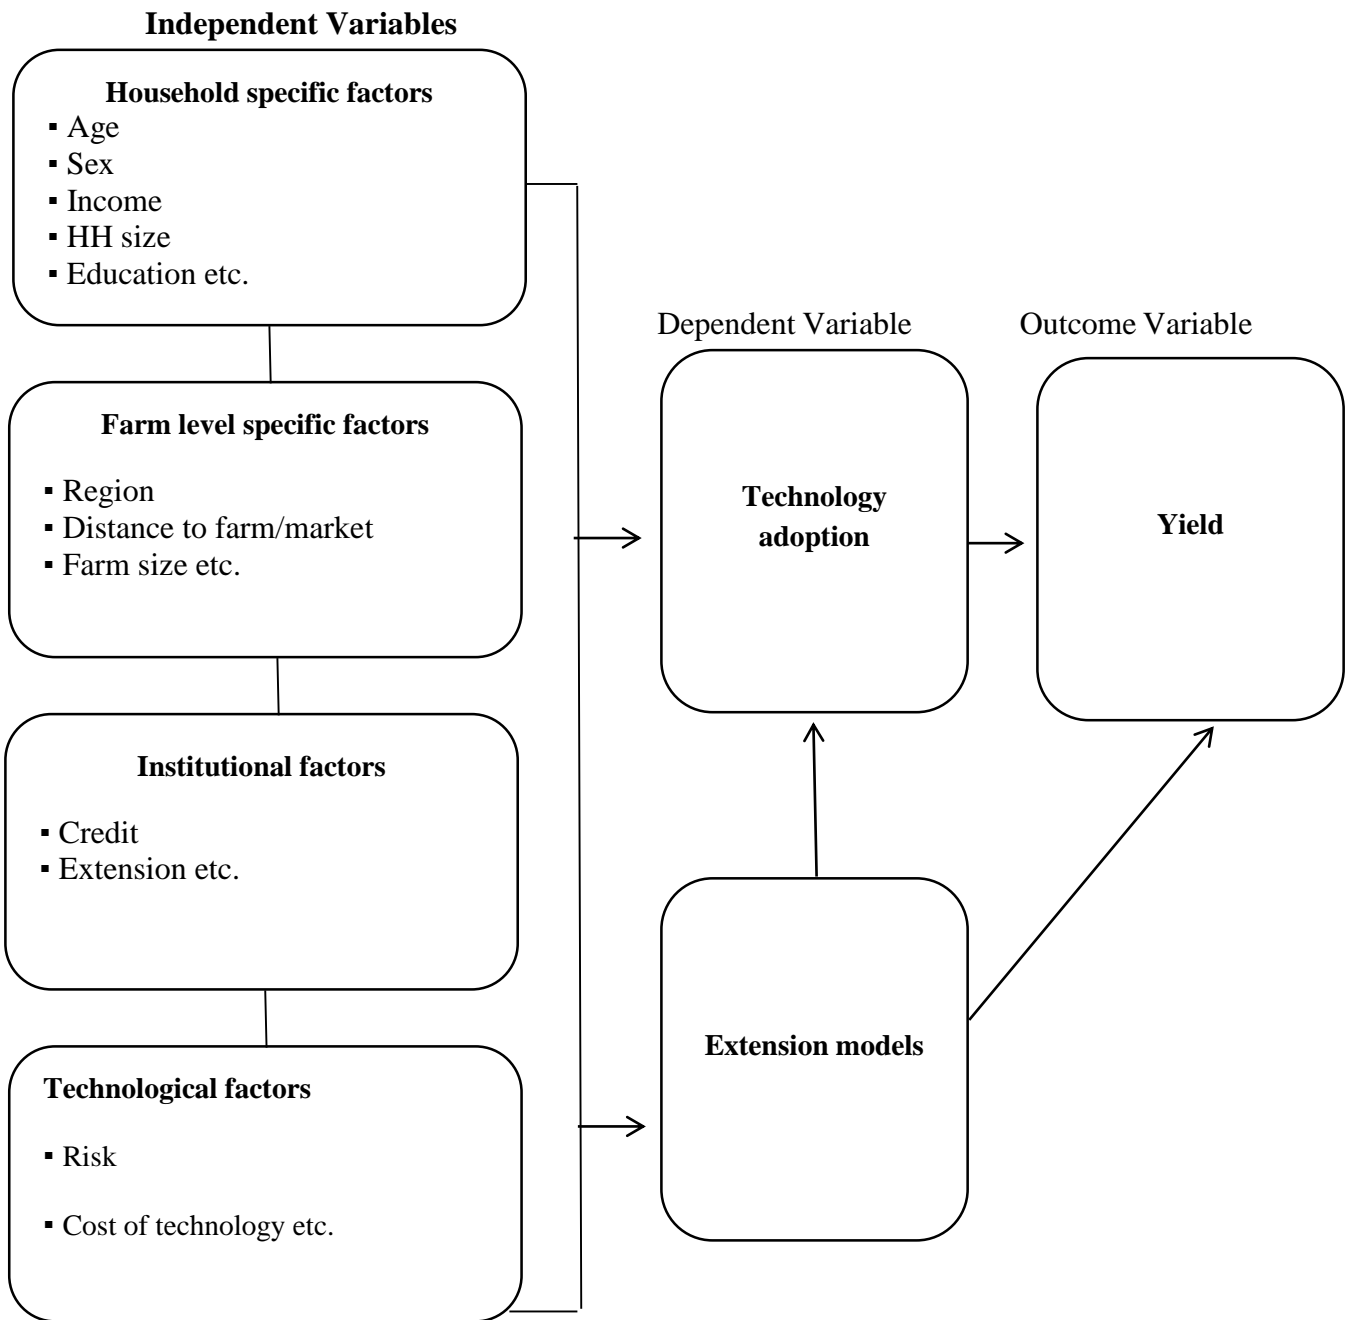 Independent Variables
Household specific factors
▪ Age
▪ Sex
▪ Income
▪ HH size
▪ Education etc.
Farm level specific factors
▪ Region
▪ Distance to farm/market
▪ Farm size etc.
Institutional factors
▪ Credit
▪ Extension etc.
Technological factors
▪ Risk
▪ Cost of technology etc.
Dependent Variable
Technology
adoption
Extension models
Outcome Variable
Yield